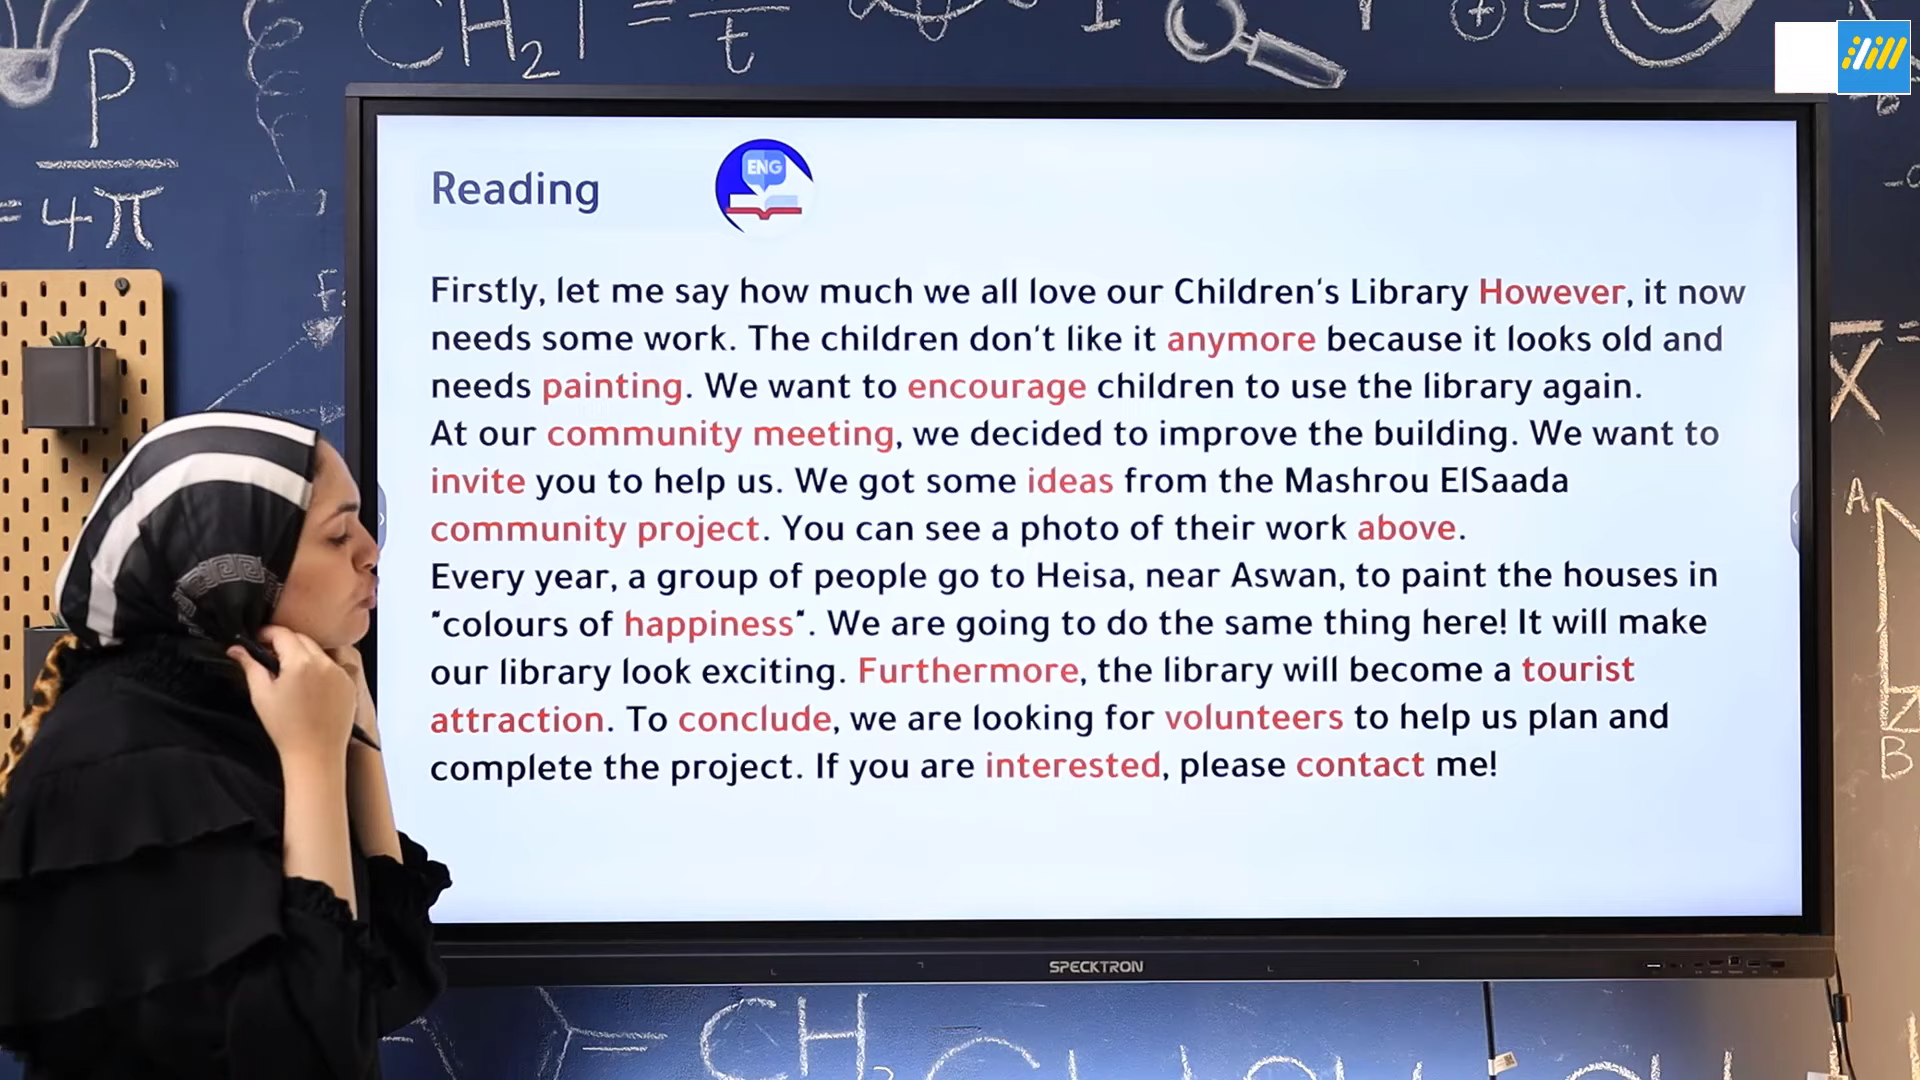 CH2 = t
P
= 4π
Reading
ENG
Firstly, let me say how much we all love our Children's Library However, it now
needs some work. The children don't like it anymore because it looks old and
needs painting. We want to encourage children to use the library again.
At our community meeting, we decided to improve the building. We want to
invite you to help us. We got some ideas from the Mashrou ElSaada
community project. You can see a photo of their work above.
Every year, a group of people go to Heisa, near Aswan, to paint the houses in
"colours of happiness". We are going to do the same thing here! It will make
our library look exciting. Furthermore, the library will become a tourist
attraction. To conclude, we are looking for volunteers to help us plan and
complete the project. If you are interested, please contact me!
X
A
B
SPECKTRON
CH2